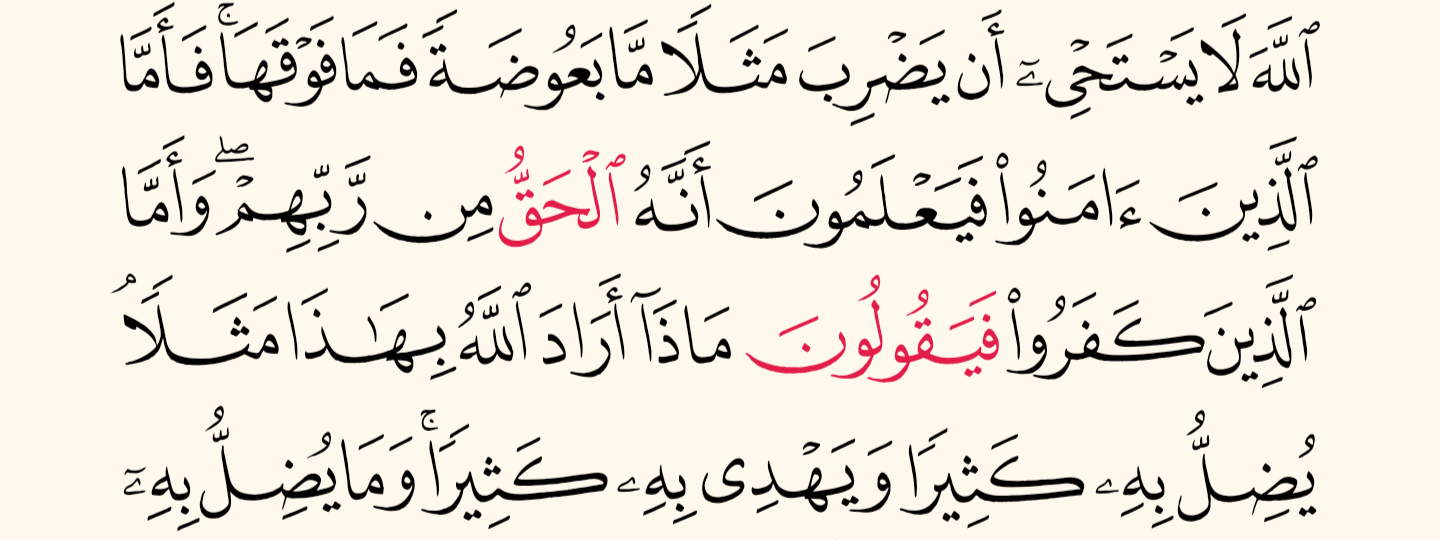 ٱللَّهَ لَا يَسْتَحْىِۦٓ أَن يَضْرِبَ مَثَلًا مَّا بَعُوضَةً فَمَا فَوْقَهَا ۚ فَأَمَّا
ٱلَّذِينَ ءَامَنُوا۟ فَيَعْلَمُونَ أَنَّهُ ٱلْحَقُّ مِن رَّبِّهِمْ ۖ وَأَمَّا
ٱلَّذِينَ كَفَرُوا۟ فَيَقُولُونَ مَاذَآ أَرَادَ ٱللَّهُ بِهَٰذَا مَثَلًا ۘ
يُضِلُّ بِهِۦ كَثِيرًا وَيَهْدِى بِهِۦ كَثِيرًا ۚ وَمَا يُضِلُّ بِهِۦٓ